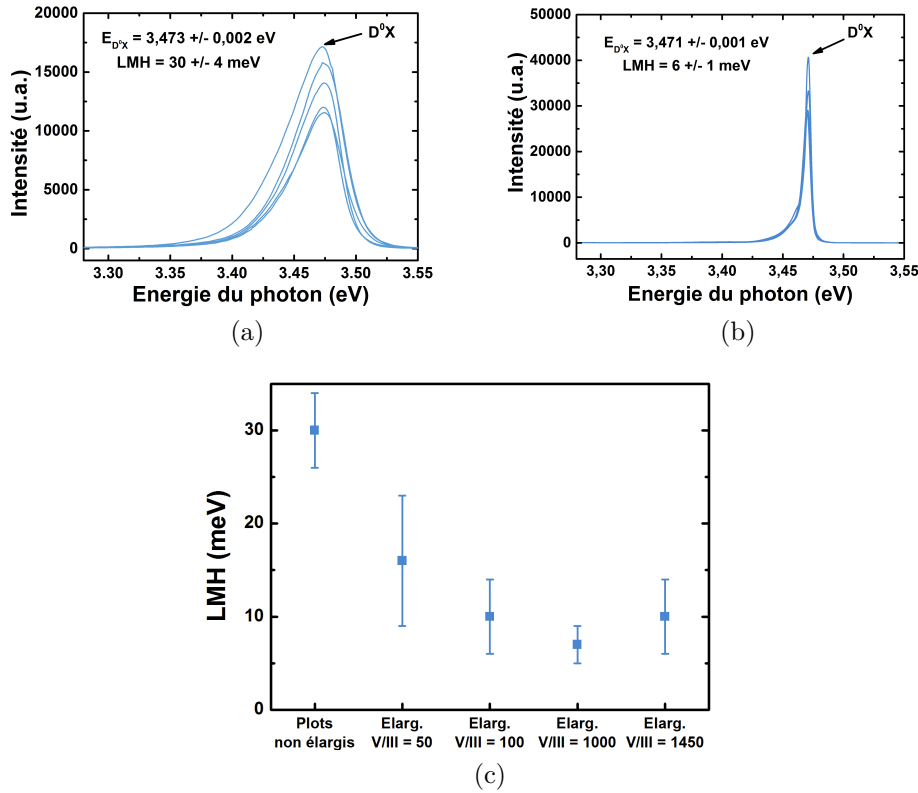 E_D⁰X = 3,473 +/- 0,002 eV
LMH = 30 +/- 4 meV
D⁰X
Intensité (u.a.)
20000
17500
15000
12500
10000
7500
5000
2500
0
3,30 3,35 3,40 3,45 3,50 3,55
Energie du photon (eV)
(a)
E_D⁰X = 3,471 +/- 0,001 eV
LMH = 6 +/- 1 meV
D⁰X
Intensité (u.a.)
50000
40000
30000
20000
10000
0
3,30 3,35 3,40 3,45 3,50 3,55
Energie du photon (eV)
(b)
LMH (meV)
30
20
10
0
Plots
non élargis
Elarg.
V/III = 50
Elarg.
V/III = 100
Elarg.
V/III = 1000
Elarg.
V/III = 1450
(c)